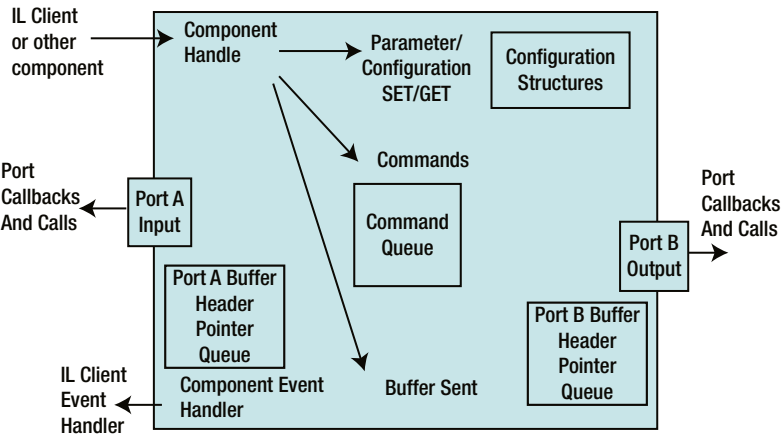 IL Client
or other
component
Component
Handle
Parameter/
Configuration
SET/GET
Configuration
Structures
Commands
Command
Queue
Port
Callbacks
And Calls
Port A
Input
Port
Callbacks
And Calls
Port B
Output
Port A Buffer
Header
Pointer
Queue
Port B Buffer
Header
Pointer
Queue
IL Client
Event
Handler
Component Event
Handler
Buffer Sent